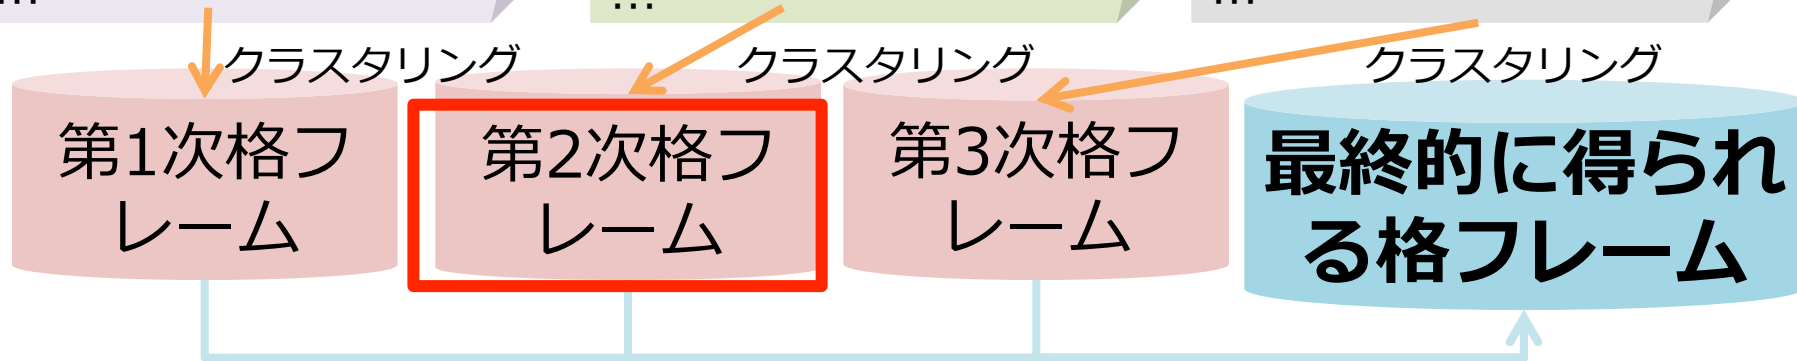 ... ... ...
クラスタリング クラスタリング クラスタリング
第1次格フ
レーム
第2次格フ
レーム
第3次格フ
レーム
最終的に得られ
る格フレーム